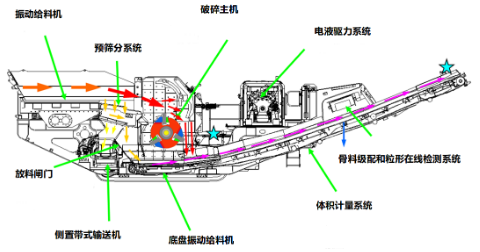 振动给料机
破碎主机
预筛分系统
电液驱力系统
放料闸门
骨料级配和粒形在线检测系统
体积计量系统
侧置带式输送机
底盘振动给料机